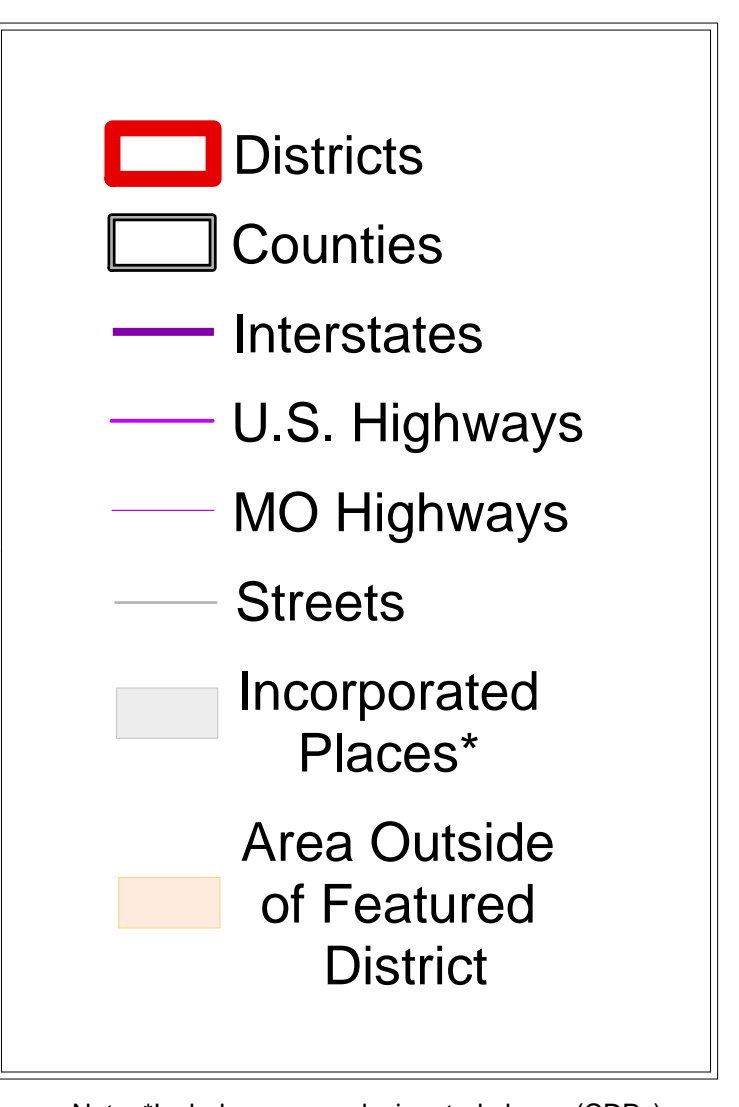 Districts
Counties
Interstates
U.S. Highways
MO Highways
Streets
Incorporated
Places*
Area Outside
of Featured
District